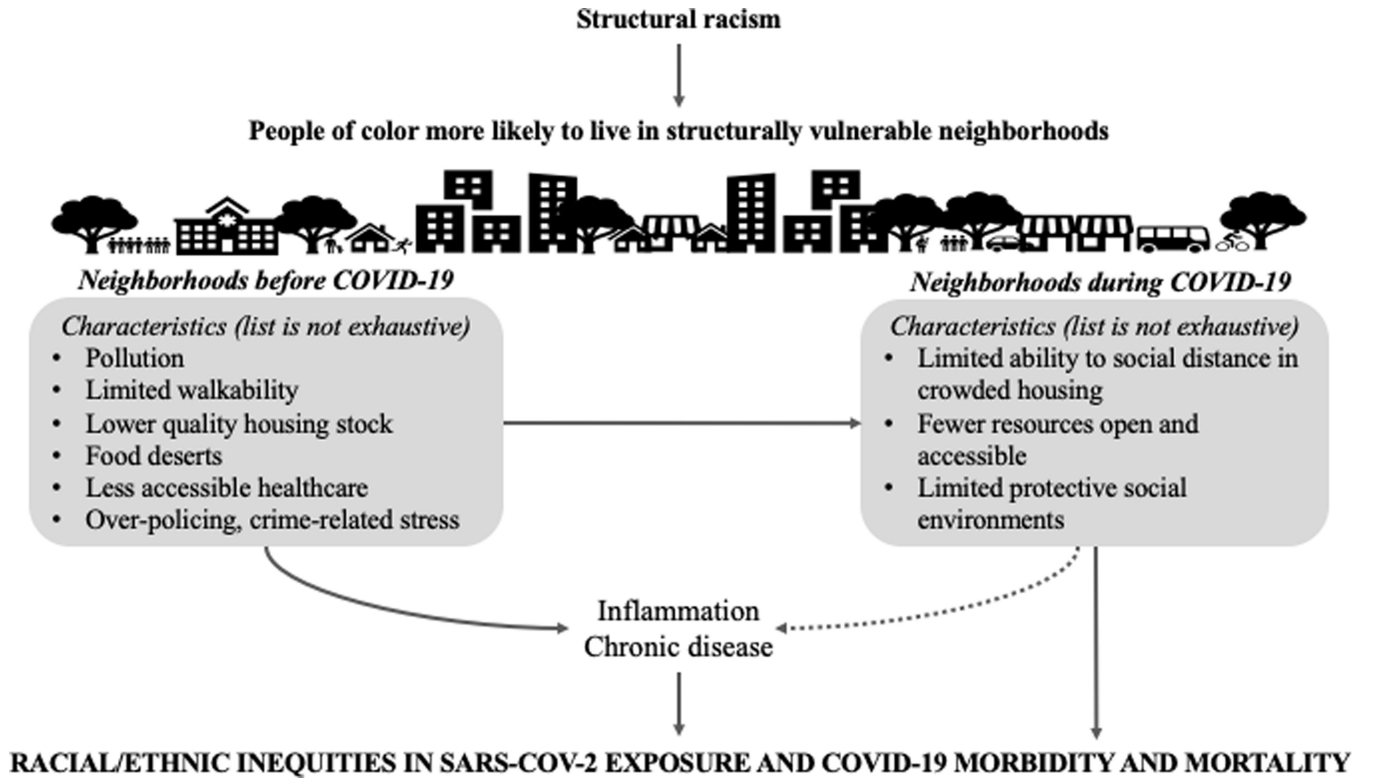 Structural racism
People of color more likely to live in structurally vulnerable neighborhoods
Neighborhoods before COVID-19
Characteristics (list is not exhaustive)
• Pollution
• Limited walkability
• Lower quality housing stock
• Food deserts
• Less accessible healthcare
• Over-policing, crime-related stress
Neighborhoods during COVID-19
Characteristics (list is not exhaustive)
• Limited ability to social distance in
crowded housing
• Fewer resources open and
accessible
• Limited protective social
environments
Inflammation
Chronic disease
RACIAL/ETHNIC INEQUITIES IN SARS-COV-2 EXPOSURE AND COVID-19 MORBIDITY AND MORTALITY